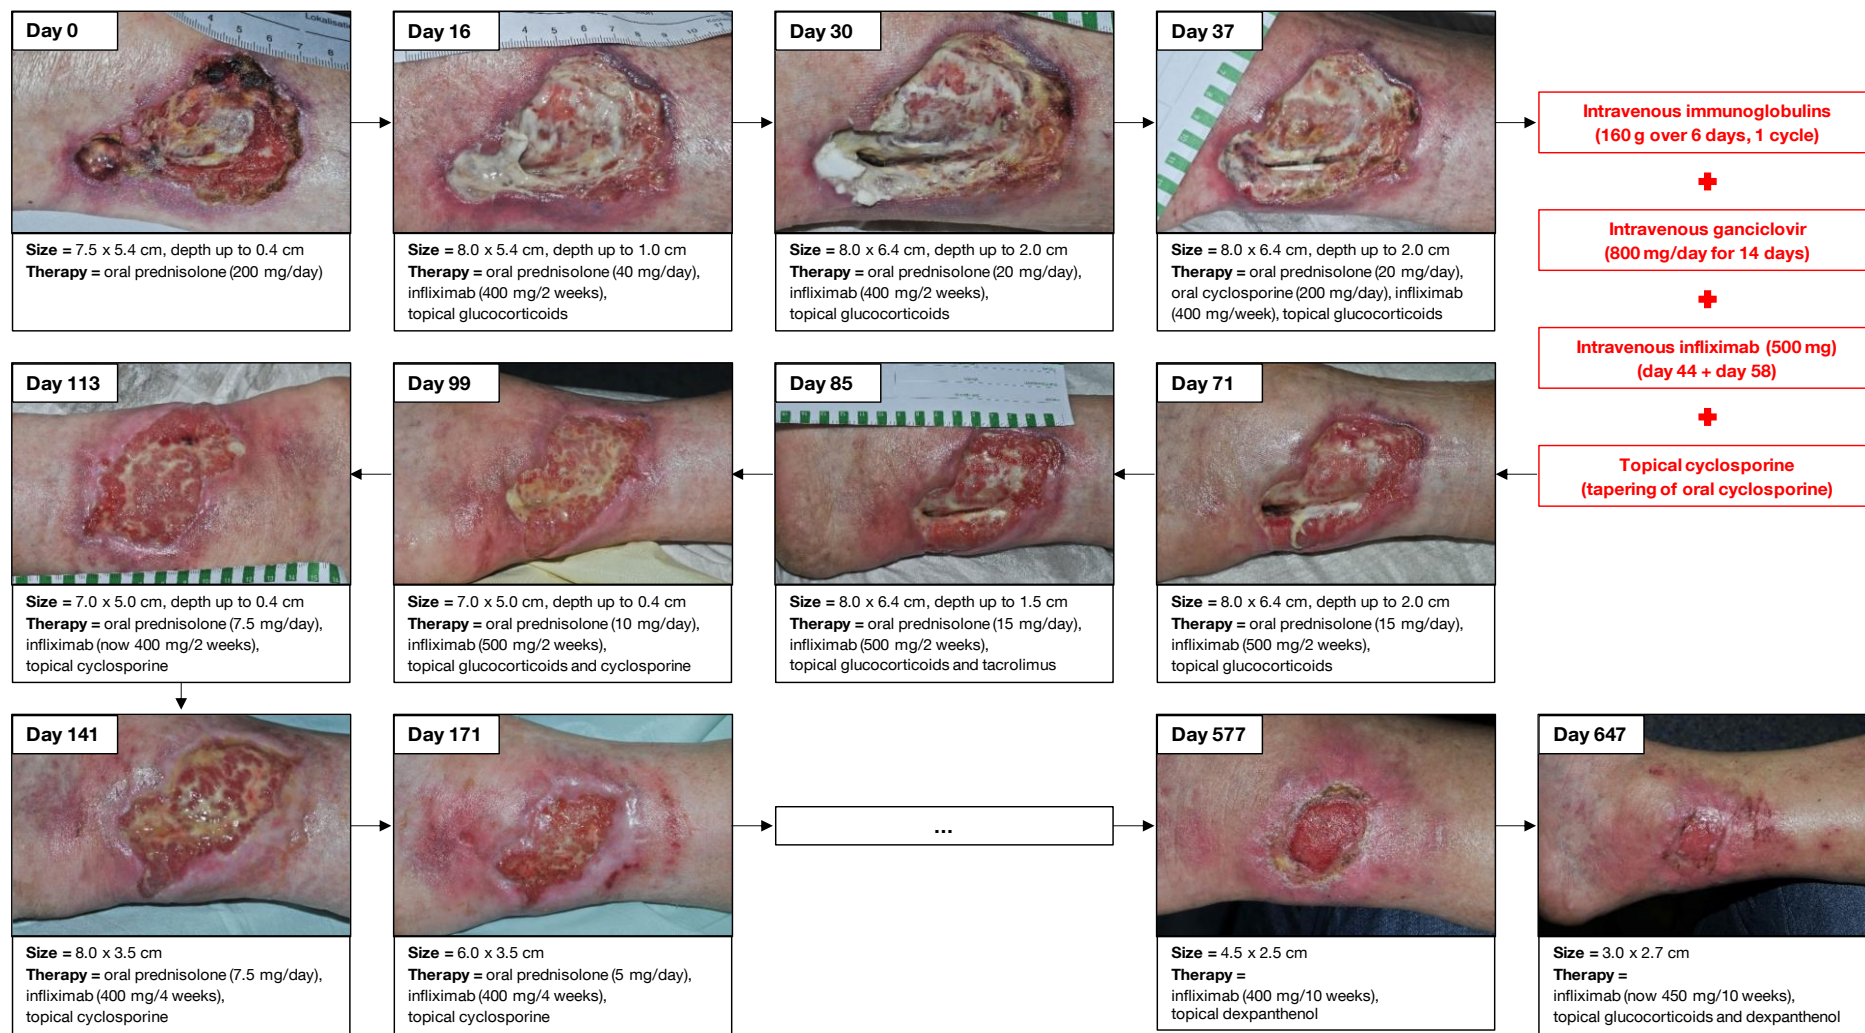 Day 0
Lokalisation
Size = 7.5 x 5.4 cm, depth up to 0.4 cm
Therapy = oral prednisolone (200 mg/day)
Day 16
Size = 8.0 x 5.4 cm, depth up to 1.0 cm
Therapy = oral prednisolone (40 mg/day),
infliximab (400 mg/2 weeks),
topical glucocorticoids
Day 30
Size = 8.0 x 6.4 cm, depth up to 2.0 cm
Therapy = oral prednisolone (20 mg/day),
infliximab (400 mg/2 weeks),
topical glucocorticoids
Day 37
Size = 8.0 x 6.4 cm, depth up to 2.0 cm
Therapy = oral prednisolone (20 mg/day),
oral cyclosporine (200 mg/day), infliximab
(400 mg/week), topical glucocorticoids
Intravenous immunoglobulins
(160 g over 6 days, 1 cycle)
Intravenous ganciclovir
(800 mg/day for 14 days)
Intravenous infliximab (500 mg)
(day 44 + day 58)
Topical cyclosporine
(tapering of oral cyclosporine)
Day 71
Size = 8.0 x 6.4 cm, depth up to 2.0 cm
Therapy = oral prednisolone (15 mg/day),
infliximab (500 mg/2 weeks),
topical glucocorticoids
Day 85
Size = 8.0 x 6.4 cm, depth up to 1.5 cm
Therapy = oral prednisolone (15 mg/day),
infliximab (500 mg/2 weeks),
topical glucocorticoids and tacrolimus
Day 99
Size = 7.0 x 5.0 cm, depth up to 0.4 cm
Therapy = oral prednisolone (10 mg/day),
infliximab (500 mg/2 weeks),
topical glucocorticoids and cyclosporine
Day 113
Size = 7.0 x 5.0 cm, depth up to 0.4 cm
Therapy = oral prednisolone (7.5 mg/day),
infliximab (now 400 mg/2 weeks),
topical cyclosporine
Day 141
Size = 8.0 x 3.5 cm
Therapy = oral prednisolone (7.5 mg/day),
infliximab (400 mg/4 weeks),
topical cyclosporine
Day 171
Size = 6.0 x 3.5 cm
Therapy = oral prednisolone (5 mg/day),
infliximab (400 mg/4 weeks),
topical cyclosporine
...
Day 577
Size = 4.5 x 2.5 cm
Therapy =
infliximab (400 mg/10 weeks),
topical dexpanthenol
Day 647
Size = 3.0 x 2.7 cm
Therapy =
infliximab (now 450 mg/10 weeks),
topical glucocorticoids and dexpanthenol